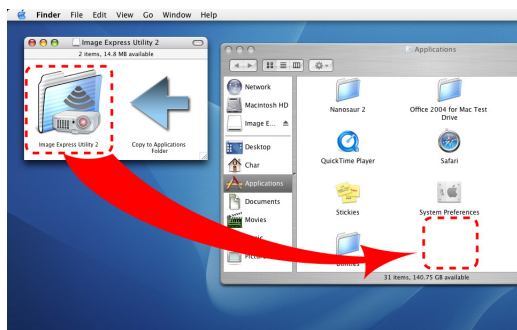 Finder File Edit View Go Window Help
Image Express Utility 2
2 items, 14.8 MB available
Image Express Utility 2
Copy to Applications
Folder
Applications
Network
Macintosh HD
Image E...
Desktop
Char
Applications
Documents
Movies
Nanosaur 2
Office 2004 for Mac Test
Drive
QuickTime Player
Safari
Stickies
System Preferences
31 items, 140.75 GB available